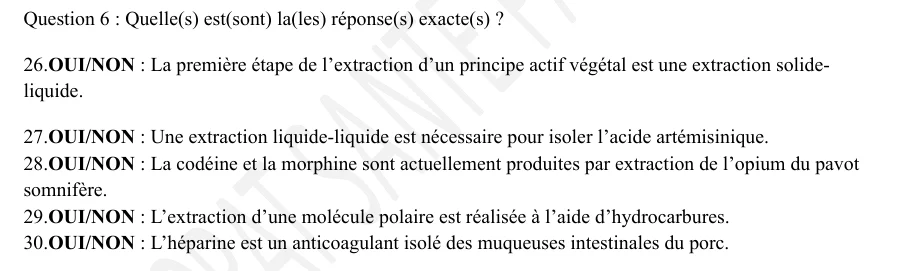 Question 6 : Quelle(s) est(sont) la(les) réponse(s) exacte(s) ?
26.OUI/NON : La première étape de l'extraction d'un principe actif végétal est une extraction solide-
liquide.
27.OUI/NON : Une extraction liquide-liquide est nécessaire pour isoler l'acide artémisinique.
28.OUI/NON : La codéine et la morphine sont actuellement produites par extraction de l'opium du pavot
somnifère.
29.OUI/NON : L'extraction d'une molécule polaire est réalisée à l'aide d'hydrocarbures.
30.OUI/NON : L'héparine est un anticoagulant isolé des muqueuses intestinales du porc.